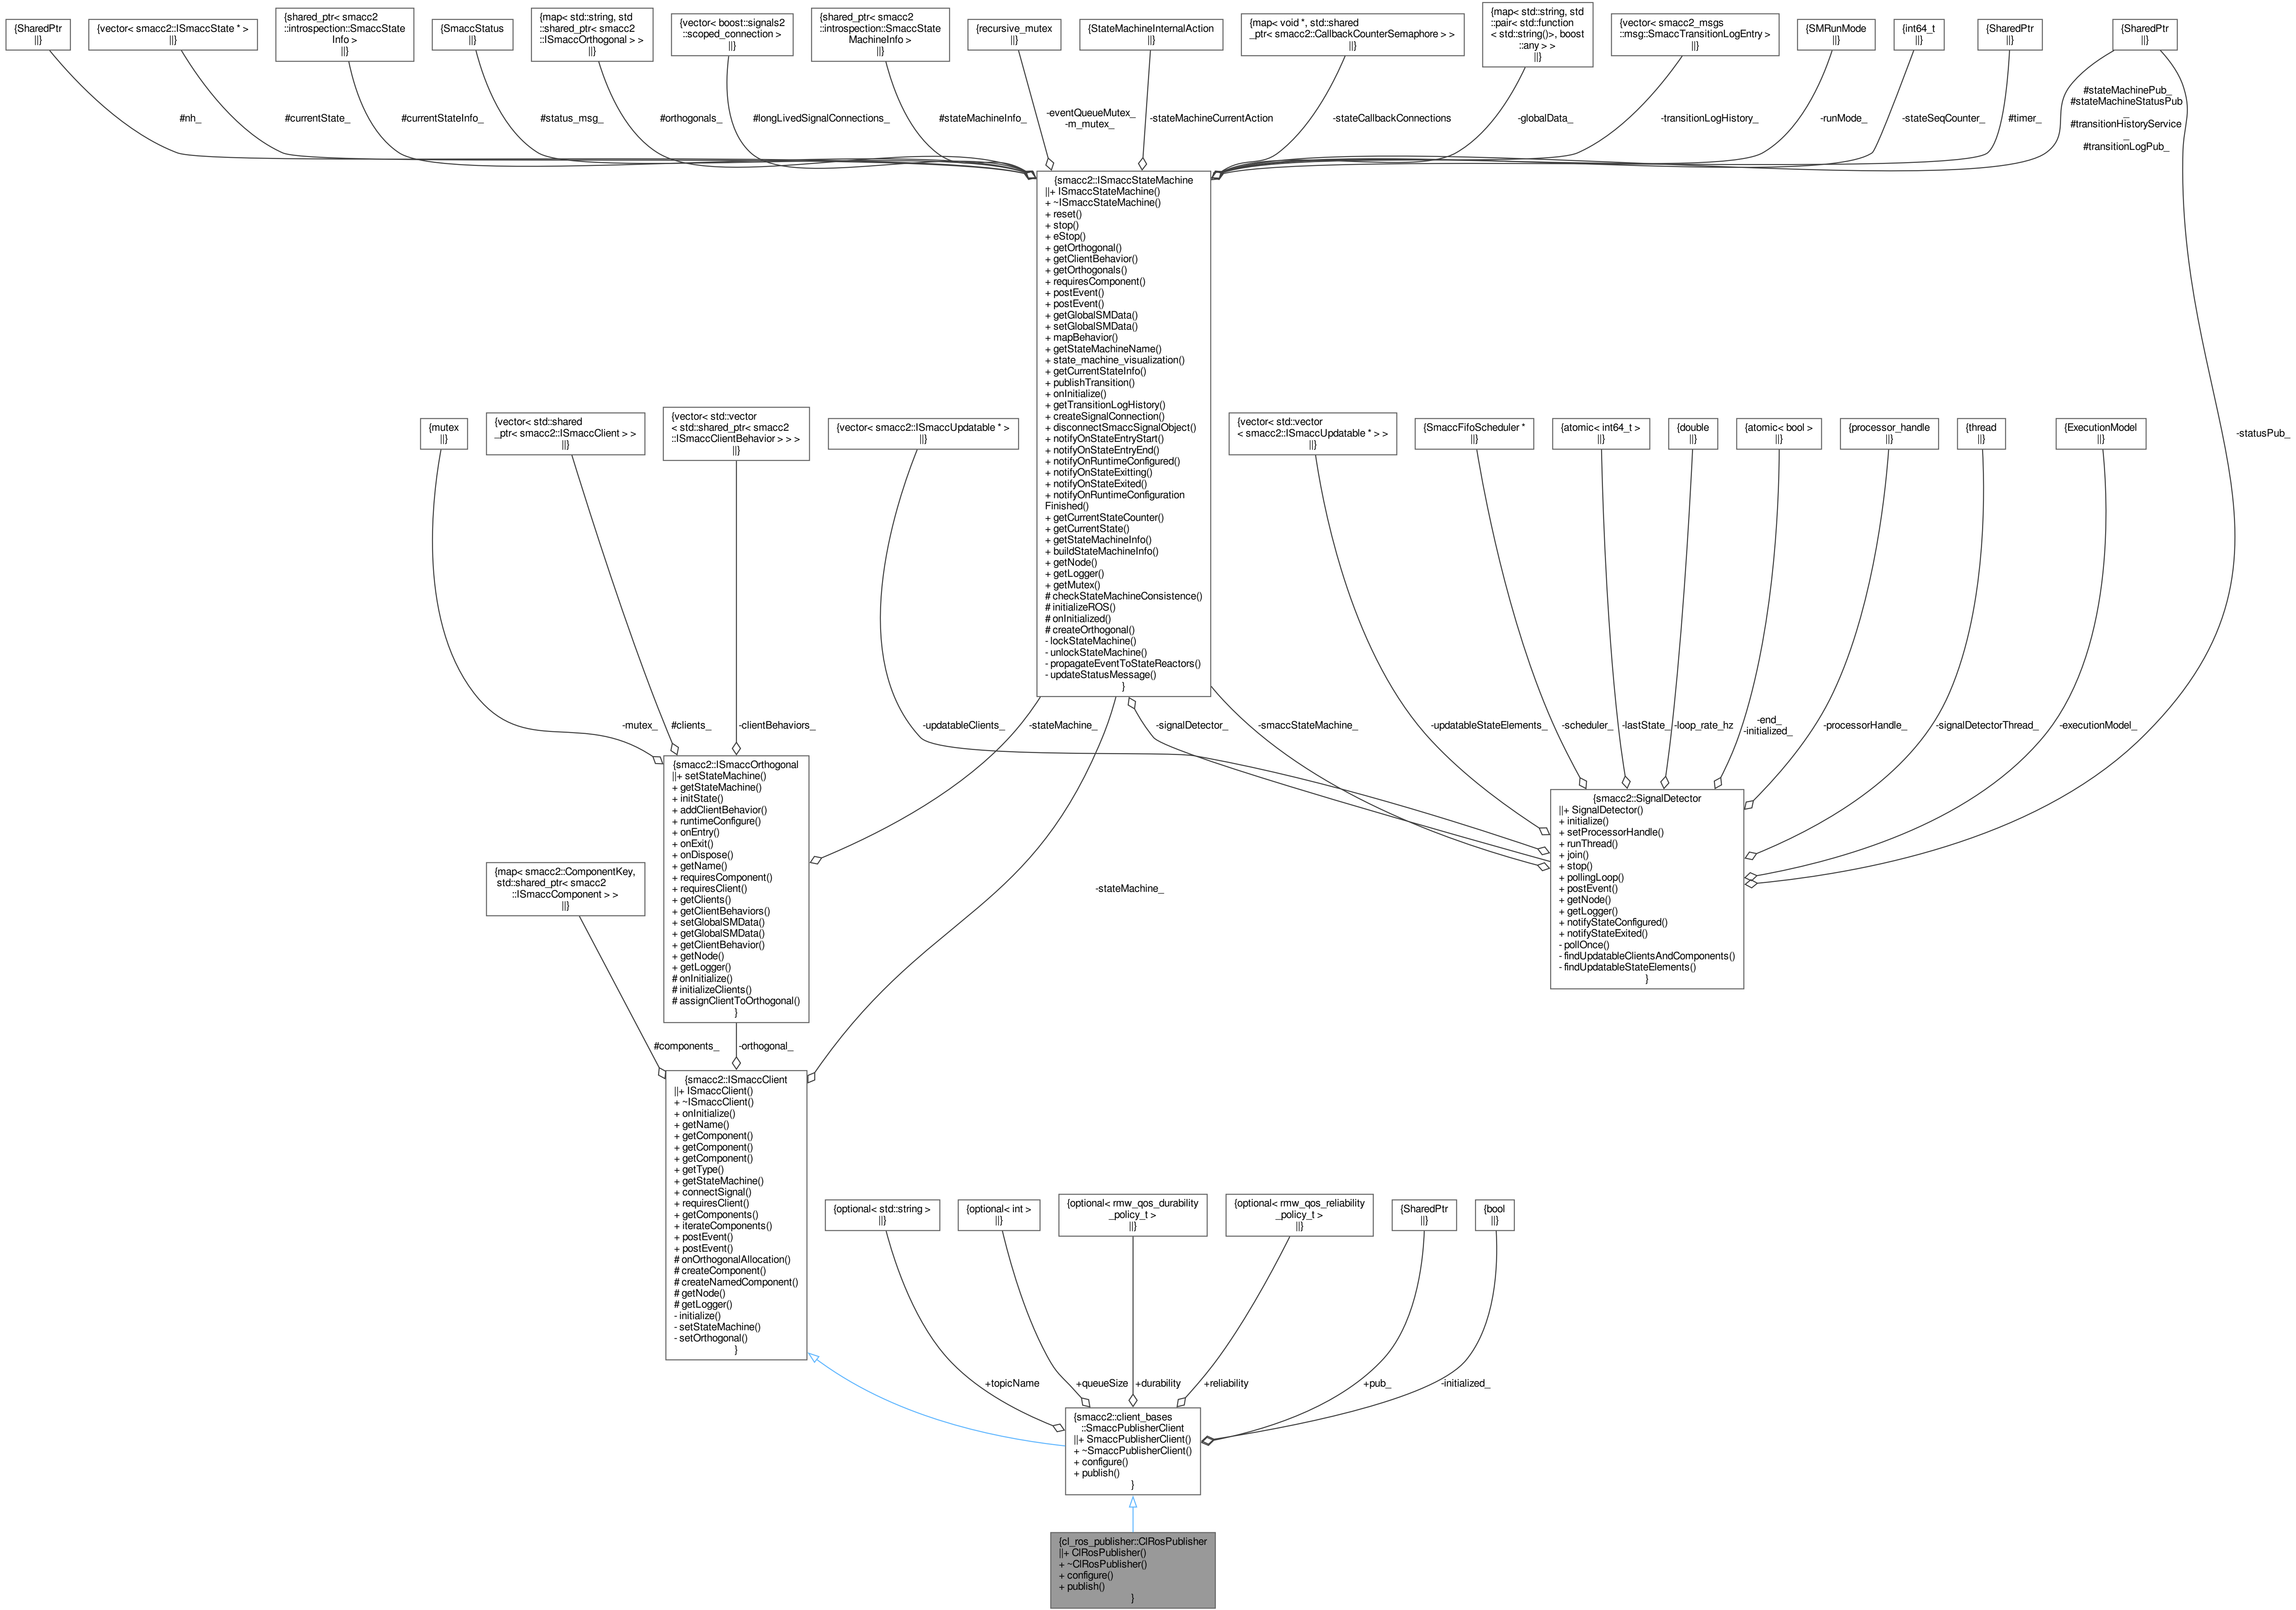 {SharedPtr
||}
{vector< smacc2::ISmaccState * >
||}
{shared_ptr< smacc2
::introspection::SmaccState
Info >
||}
{SmaccStatus
||}
{map< std::string, std
::shared_ptr< smacc2
::ISmaccOrthogonal > >
||}
{vector< boost::signals2
::scoped_connection >
||}
{shared_ptr< smacc2
::introspection::SmaccState
MachineInfo >
||}
{recursive_mutex
||}
{StateMachineInternalAction
||}
{map< void *, std::shared
_ptr< smacc2::CallbackCounterSemaphore > >
||}
{map< std::string, std
::pair< std::function
< std::string()>, boost
::any > >
||}
{vector< smacc2_msgs
::msg::SmaccTransitionLogEntry >
||}
{SMRunMode
||}
{int64_t
||}
{SharedPtr
||}
{SharedPtr
||}
#nh_
#currentState_
#currentStateInfo_
#status_msg_
#orthogonals_
#longLivedSignalConnections_
#stateMachineInfo_
-eventQueueMutex_
-m_mutex_
-stateMachineCurrentAction
-stateCallbackConnections
-globalData_
-transitionLogHistory_
-runMode_
-stateSeqCounter_
#timer_
#stateMachinePub_
#stateMachineStatusPub
_
#transitionHistoryService
_
#transitionLogPub_
{smacc2::ISmaccStateMachine
||+ ISmaccStateMachine()
+ ~ISmaccStateMachine()
+ reset()
+ stop()
+ eStop()
+ getOrthogonal()
+ getClientBehavior()
+ getOrthogonals()
+ requiresComponent()
+ postEvent()
+ postEvent()
+ getGlobalSMData()
+ setGlobalSMData()
+ mapBehavior()
+ getStateMachineName()
+ state_machine_visualization()
+ getCurrentStateInfo()
+ publishTransition()
+ onInitialize()
+ getTransitionLogHistory()
+ createSignalConnection()
+ disconnectSmaccSignalObject()
+ notifyOnStateEntryStart()
+ notifyOnStateEntryEnd()
+ notifyOnRuntimeConfigured()
+ notifyOnStateExitting()
+ notifyOnStateExited()
+ notifyOnRuntimeConfiguration
Finished()
+ getCurrentStateCounter()
+ getCurrentState()
+ getStateMachineInfo()
+ buildStateMachineInfo()
+ getNode()
+ getLogger()
+ getMutex()
# checkStateMachineConsistence()
# initializeROS()
# onInitialized()
# createOrthogonal()
- lockStateMachine()
- unlockStateMachine()
- propagateEventToStateReactors()
- updateStatusMessage()
}
{mutex
||}
{vector< std::shared
_ptr< smacc2::ISmaccClient > >
||}
{vector< std::vector
< std::shared_ptr< smacc2
::ISmaccClientBehavior > > >
||}
{vector< smacc2::ISmaccUpdatable * >
||}
{vector< std::vector
< smacc2::ISmaccUpdatable * > >
||}
{SmaccFifoScheduler *
||}
{atomic< int64_t >
||}
{double
||}
{atomic< bool >
||}
{processor_handle
||}
{thread
||}
{ExecutionModel
||}
-statusPub_
-mutex_
#clients_
-clientBehaviors_
-updatableClients_
-stateMachine_
-signalDetector_
-smaccStateMachine_
-updatableStateElements_
-scheduler_
-lastState_
-loop_rate_hz
-end_
-initialized_
-processorHandle_
-signalDetectorThread_
-executionModel_
{smacc2::ISmaccOrthogonal
||+ setStateMachine()
+ getStateMachine()
+ initState()
+ addClientBehavior()
+ runtimeConfigure()
+ onEntry()
+ onExit()
+ onDispose()
+ getName()
+ requiresComponent()
+ requiresClient()
+ getClients()
+ getClientBehaviors()
+ setGlobalSMData()
+ getGlobalSMData()
+ getClientBehavior()
+ getNode()
+ getLogger()
# onInitialize()
# initializeClients()
# assignClientToOrthogonal()
}
{smacc2::SignalDetector
||+ SignalDetector()
+ initialize()
+ setProcessorHandle()
+ runThread()
+ join()
+ stop()
+ pollingLoop()
+ postEvent()
+ getNode()
+ getLogger()
+ notifyStateConfigured()
+ notifyStateExited()
- pollOnce()
- findUpdatableClientsAndComponents()
- findUpdatableStateElements()
}
{map< smacc2::ComponentKey,
std::shared_ptr< smacc2
::ISmaccComponent > >
||}
-stateMachine_
#components_
-orthogonal_
{smacc2::ISmaccClient
||+ ISmaccClient()
+ ~ISmaccClient()
+ onInitialize()
+ getName()
+ getComponent()
+ getComponent()
+ getComponent()
+ getType()
+ getStateMachine()
+ connectSignal()
+ requiresClient()
+ getComponents()
+ iterateComponents()
+ postEvent()
+ postEvent()
# onOrthogonalAllocation()
# createComponent()
# createNamedComponent()
# getNode()
# getLogger()
- initialize()
- setStateMachine()
- setOrthogonal()
}
{optional< std::string >
||}
{optional< int >
||}
{optional< rmw_qos_durability
_policy_t >
||}
{optional< rmw_qos_reliability
_policy_t >
||}
{SharedPtr
||}
{bool
||}
+topicName
+queueSize
+durability
+reliability
+pub_
-initialized_
{smacc2::client_bases
::SmaccPublisherClient
||+ SmaccPublisherClient()
+ ~SmaccPublisherClient()
+ configure()
+ publish()
}
{cl_ros_publisher::ClRosPublisher
||+ ClRosPublisher()
+ ~ClRosPublisher()
+ configure()
+ publish()
}